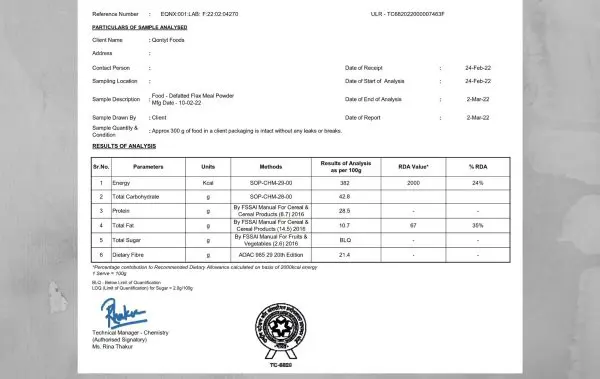 Reference Number : EQNX:001:LAB: F:22:02:04270 ULR - TC682022000007463F
PARTICULARS OF SAMPLE ANALYSED
Client Name : Qontyt Foods
Address :
Contact Person : Date of Receipt : 24-Feb-22
Sampling Location : Date of Start of Analysis : 24-Feb-22
Sample Description : Food - Defatted Flax Meal Powder
Mfg Date - 10-02-22 Date of End of Analysis : 2-Mar-22
Sample Drawn By : Client Date of Report : 2-Mar-22
Sample Quantity & Condition : Approx 300 g of food in a client packaging is intact without any leaks or breaks.
RESULTS OF ANALYSIS
Sr.No. Parameters Units Methods Results of Analysis as per 100g RDA Value* % RDA
1 Energy Kcal SOP-CHM-29-00 382 2000 24%
2 Total Carbohydrate g SOP-CHM-28-00 42.8
3 Protein g By FSSAI Manual For Cereal & Cereal Products (8.7) 2016 28.5 - -
4 Total Fat g By FSSAI Manual For Cereal & Cereal Products (14.5) 2016 10.7 67 35%
5 Total Sugar g By FSSAI Manual For Fruits & Vegetables (2.6) 2016 BLQ - -
6 Dietary Fibre g AOAC 985 29 20th Edition 21.4 - -
*Percentage contribution to Recommended Dietary Allowance calculated on basis of 2000kcal energy
1 Serve = 100g
BLQ - Below Limit of Quantification
LOQ (Limit of Quantification) for Sugar = 2.0g/100g
Rthakur
Technical Manager - Chemistry
(Authorised Signatory)
Ms. Rina Thakur
TC-6820